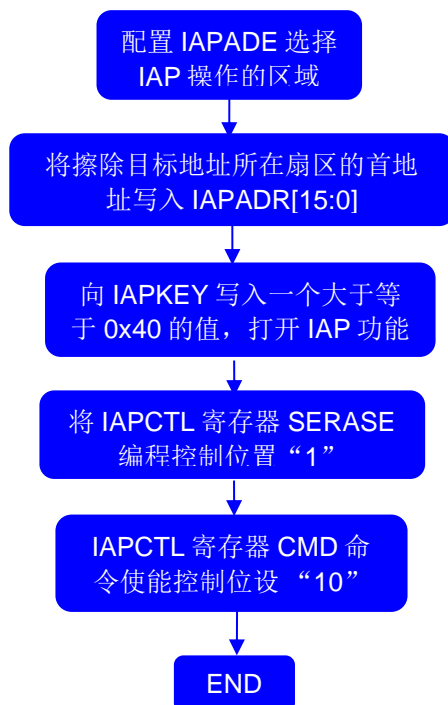 配置 IAPADE 选择
IAP 操作的区域
将擦除目标地址所在扇区的首地
址写入 IAPADR[15:0]
向 IAPKEY 写入一个大于等
于 0x40 的值，打开 IAP 功能
将 IAPCTL 寄存器 SERASE
编程控制位置“1”
IAPCTL 寄存器 CMD 命
令使能控制位设 “10”
END